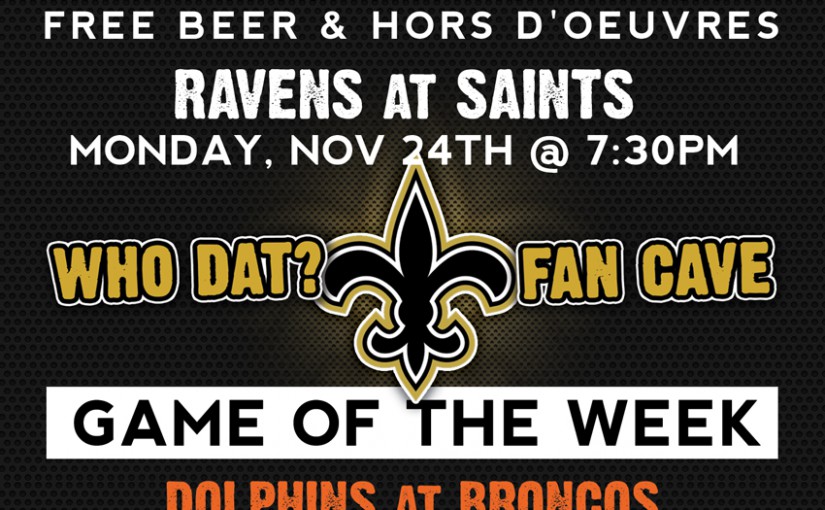 FREE BEER & HORS D'OEUVRES
RAVENS AT SAINTS
MONDAY, NOV 24TH @ 7:30PM
WHO DAT? FAN CAVE
GAME OF THE WEEK
DOLPHINS AT BRONCOS